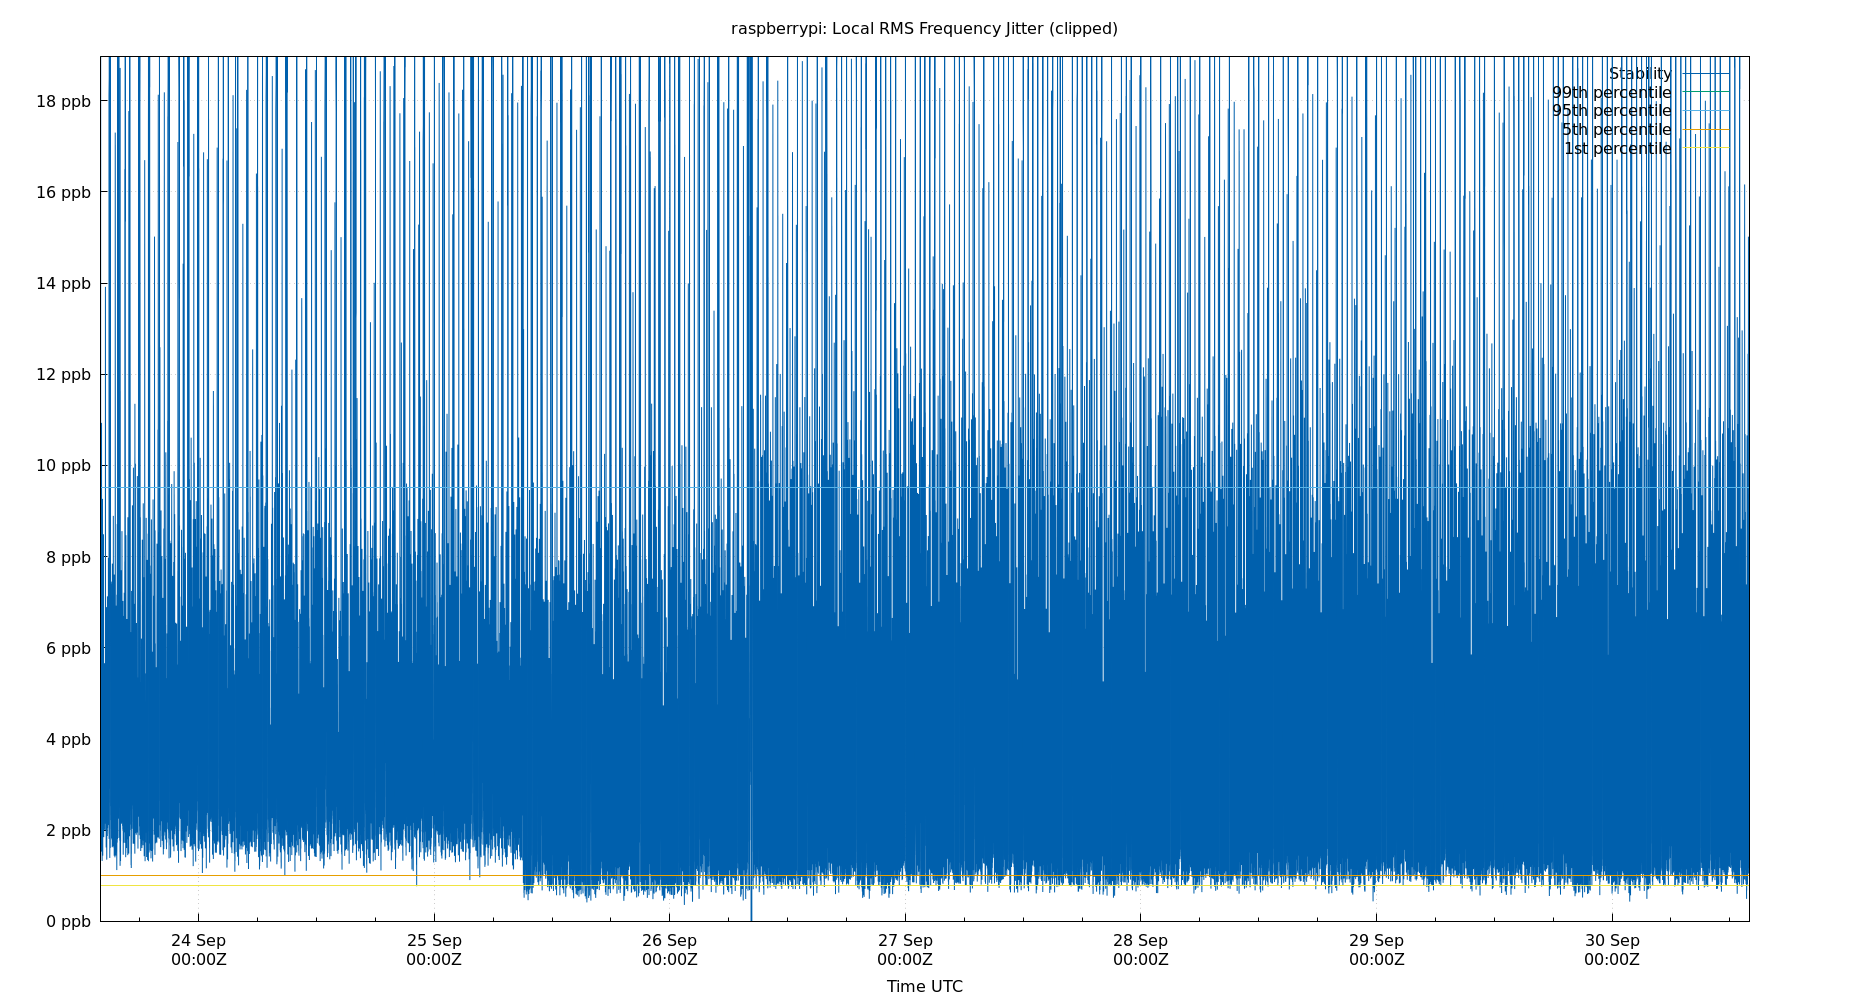 raspberrypi: Local RMS Frequency Jitter (clipped)
Stability
99th percentile
95th percentile
5th percentile
1st percentile
18 ppb
16 ppb
14 ppb
12 ppb
10 ppb
8 ppb
6 ppb
4 ppb
2 ppb
0 ppb
24 Sep 25 Sep 26 Sep 27 Sep 28 Sep 29 Sep 30 Sep
00:00Z 00:00Z 00:00Z 00:00Z 00:00Z 00:00Z 00:00Z
Time UTC